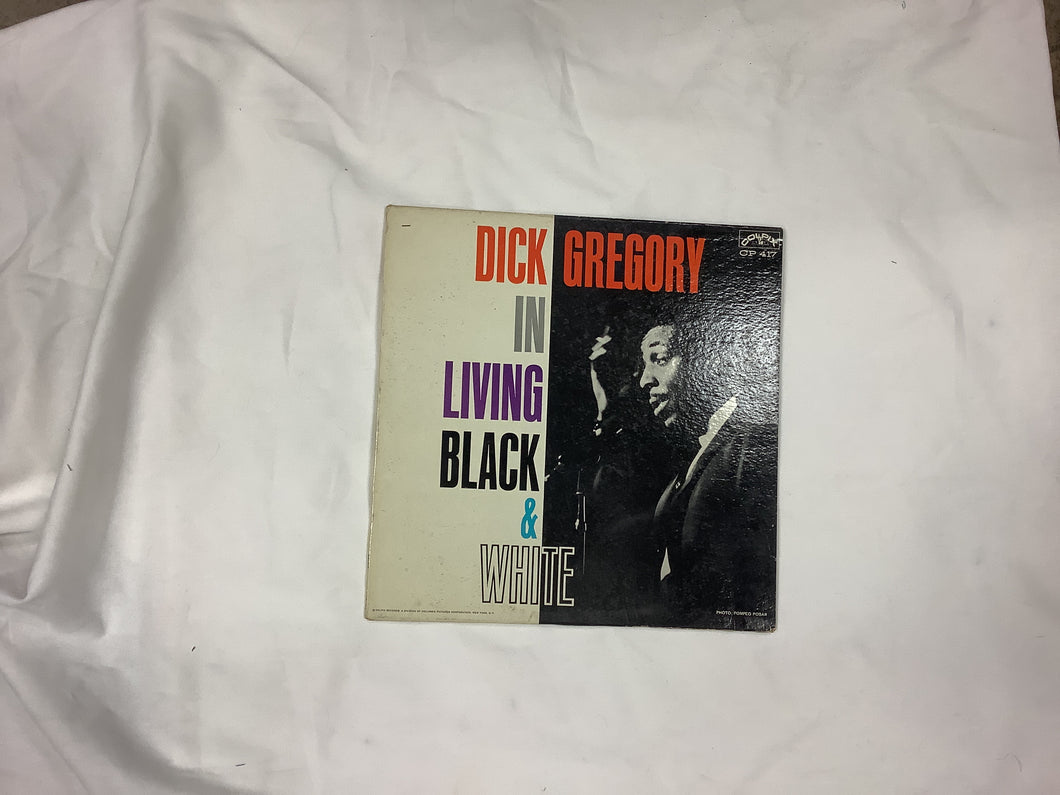 DICK GREGORY
IN
LIVING
BLACK
&
WHITE
COLPIX
CP 417
PHOTO: POMPEO POSAR